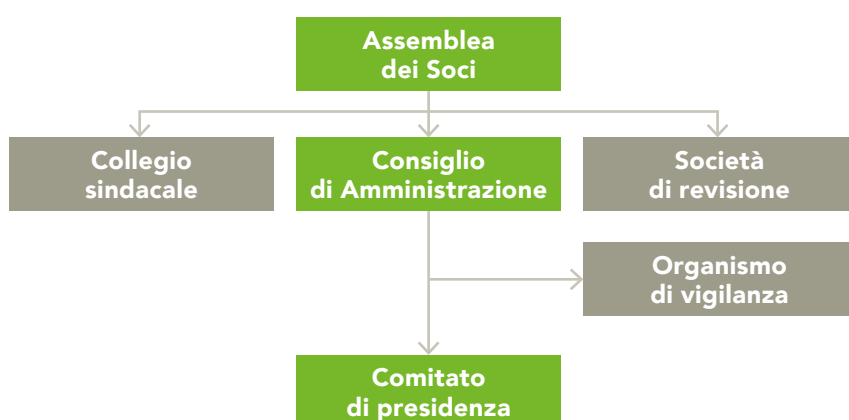 Assemblea
dei Soci
Collegio
sindacale
Consiglio
di Amministrazione
Società
di revisione
Organismo
di vigilanza
Comitato
di presidenza